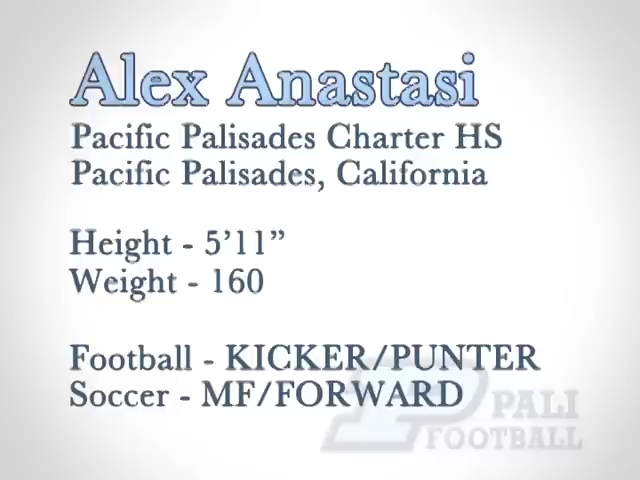 Alex Anastasi
Pacific Palisades Charter HS
Pacific Palisades, California
Height - 5’11”
Weight - 160
Football - KICKER/PUNTER
Soccer - MF/FORWARD
P PALI
FOOTBALL